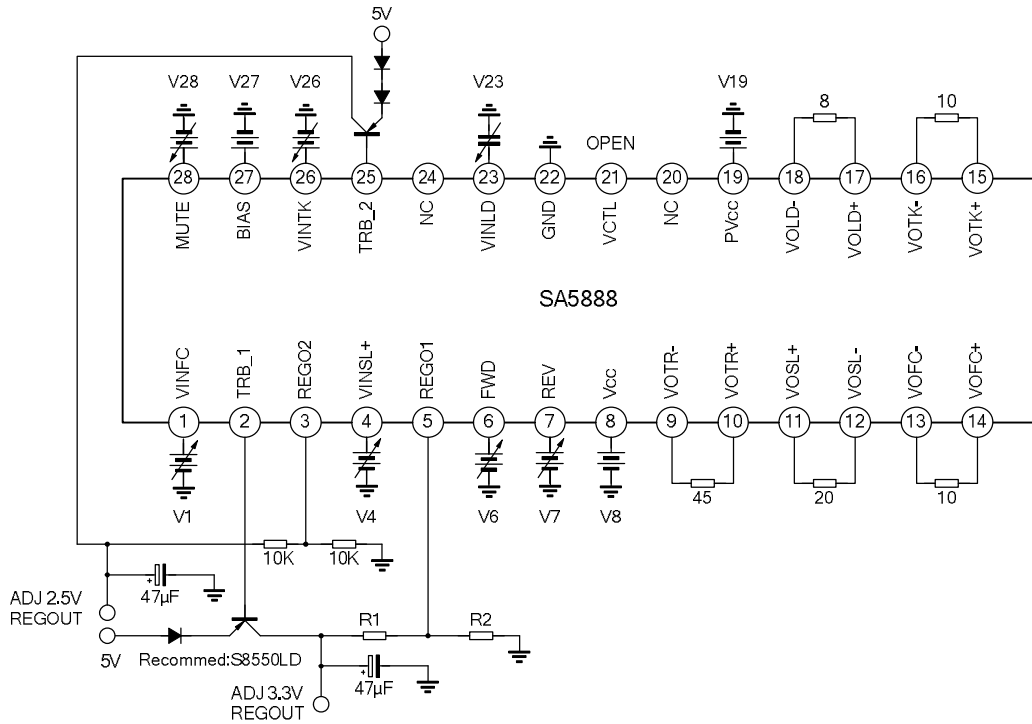 5V
V28
V27
V26
V23
V19
8
10
OPEN
28
27
26
25
24
23
22
21
20
19
18
17
16
15
MUTE
BIAS
VINTK
TRB_2
NC
VINLD
GND
VCTL
NC
PVcc
VOLD-
VOLD+
VOTK-
VOTK+
SA5888
VINFC
TRB_1
REGO2
VINSL+
REGO1
FWD
REV
Vcc
VOTR-
VOTR+
VOSL+
VOSL-
VOFC-
VOFC+
1
2
3
4
5
6
7
8
9
10
11
12
13
14
45
20
10
V1
V4
V6
V7
V8
10K
10K
+
47µF
ADJ 2.5V
REGOUT
5V
Recommed:S8550LD
R1
R2
+
47µF
ADJ 3.3V
REGOUT